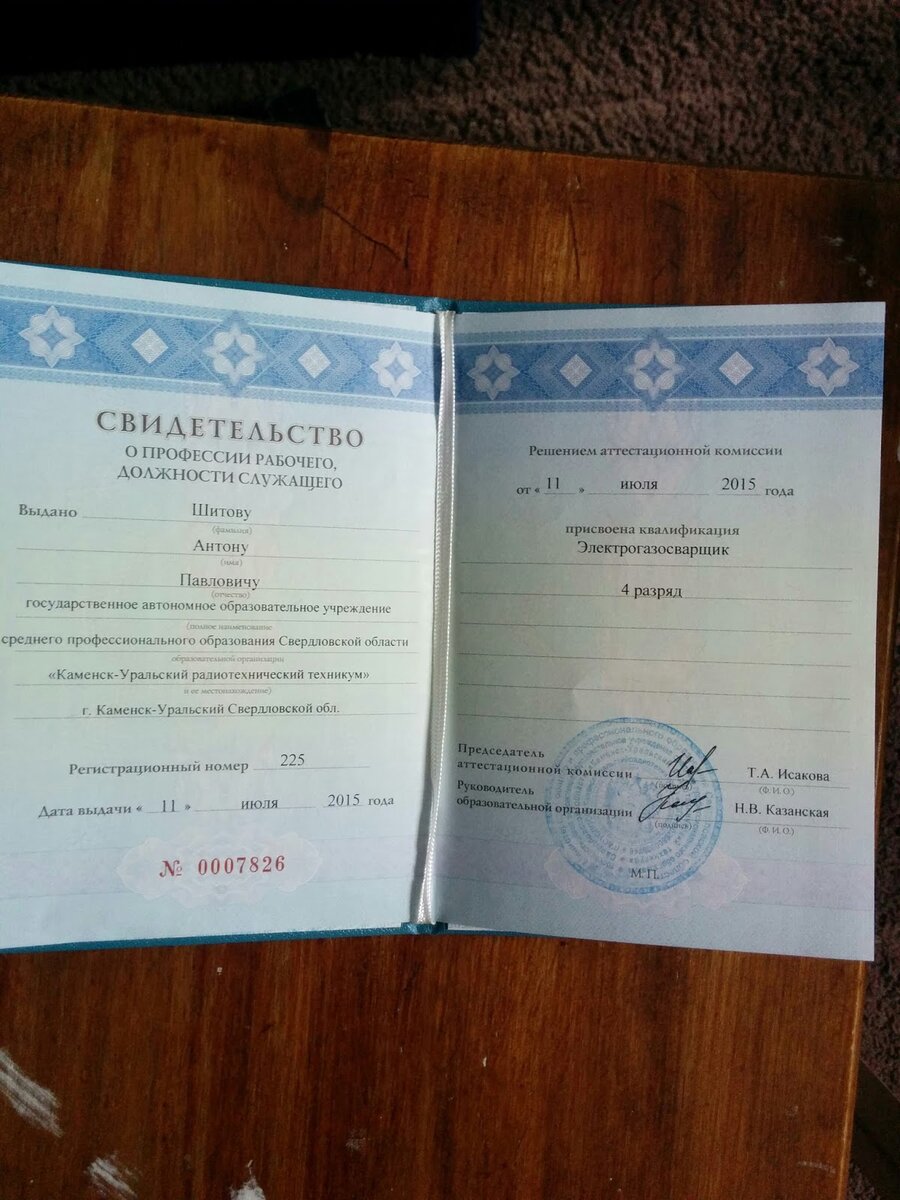 СВИДЕТЕЛЬСТВО
О ПРОФЕССИИ РАБОЧЕГО,
ДОЛЖНОСТИ СЛУЖАЩЕГО
Выдано Шитову
(фамилия)
Антону
(имя)
Павловичу
(отчество)
государственное автономное образовательное учреждение
(полное наименование
среднего профессионального образования Свердловской области
образовательной организации
«Каменск-Уральский радиотехнический техникум»
и ее местонахождение)
г. Каменск-Уральский Свердловской обл.
Регистрационный номер 225
Дата выдачи « 11 » июля 2015 года
№ 0007826
Решением аттестационной комиссии
от « 11 » июля 2015 года
присвоена квалификация
Электрогазосварщик
4 разряд
Председатель
аттестационной комиссии Т.А. Исакова
(Ф.И.О.)
Руководитель
образовательной организации Н.В. Казанская
(подпись) (Ф.И.О.)
М.П.